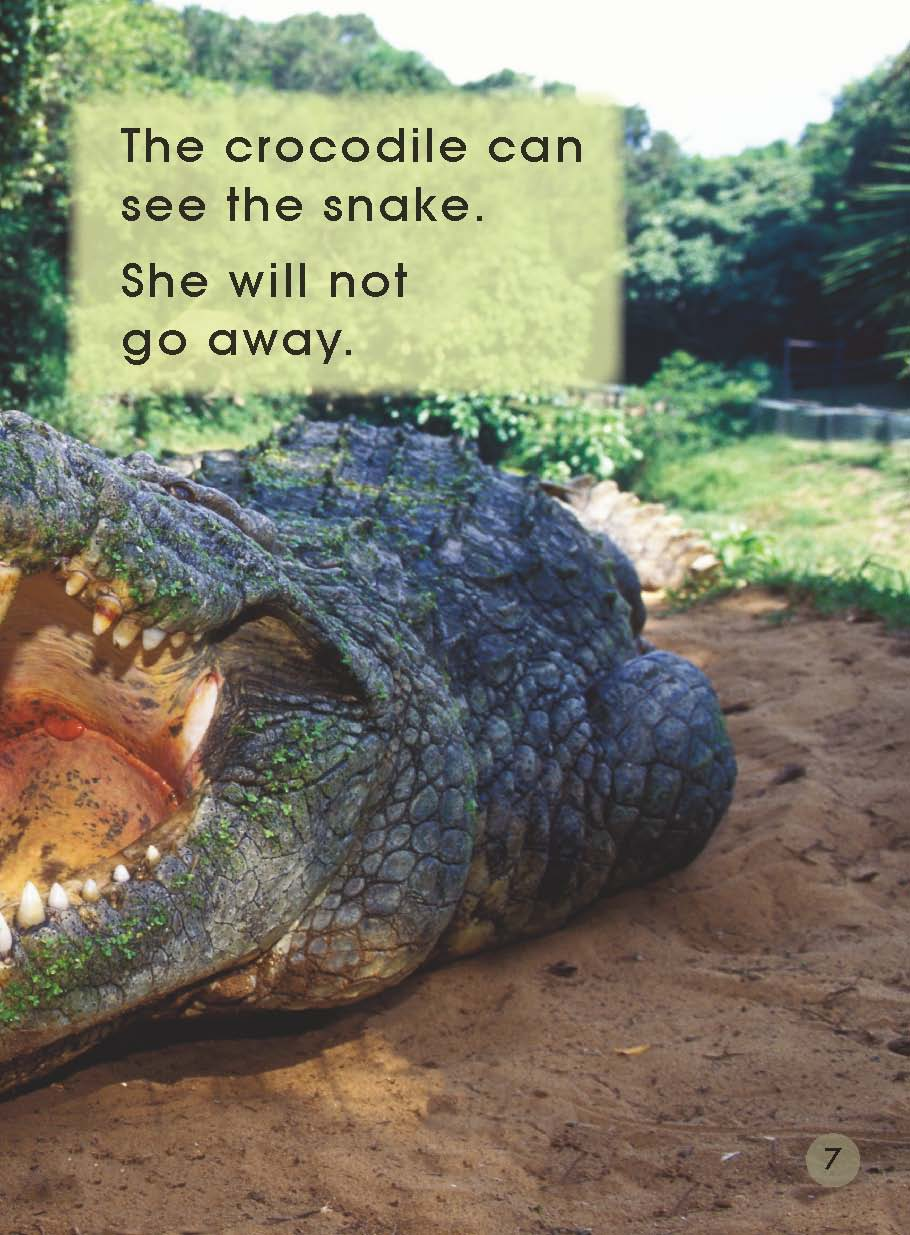 The crocodile can
see the snake.
She will not
go away.
7